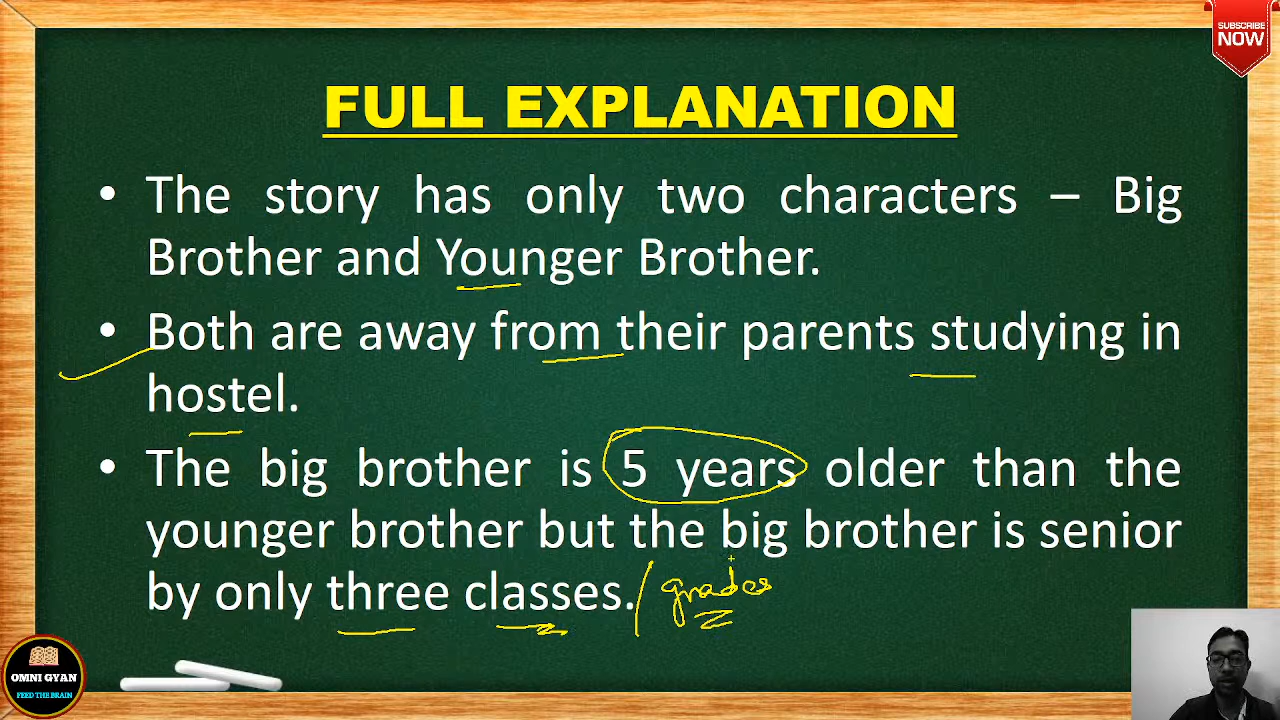 SUBSCRIBE
NOW
FULL EXPLANATION
• The story has only two characters – Big
Brother and Younger Brother.
• Both are away from their parents studying in
hostel.
• The big brother is 5 years older than the
younger brother but the big brother is senior
by only three classes. / grades
OMNI GYAN
FEED THE BRAIN